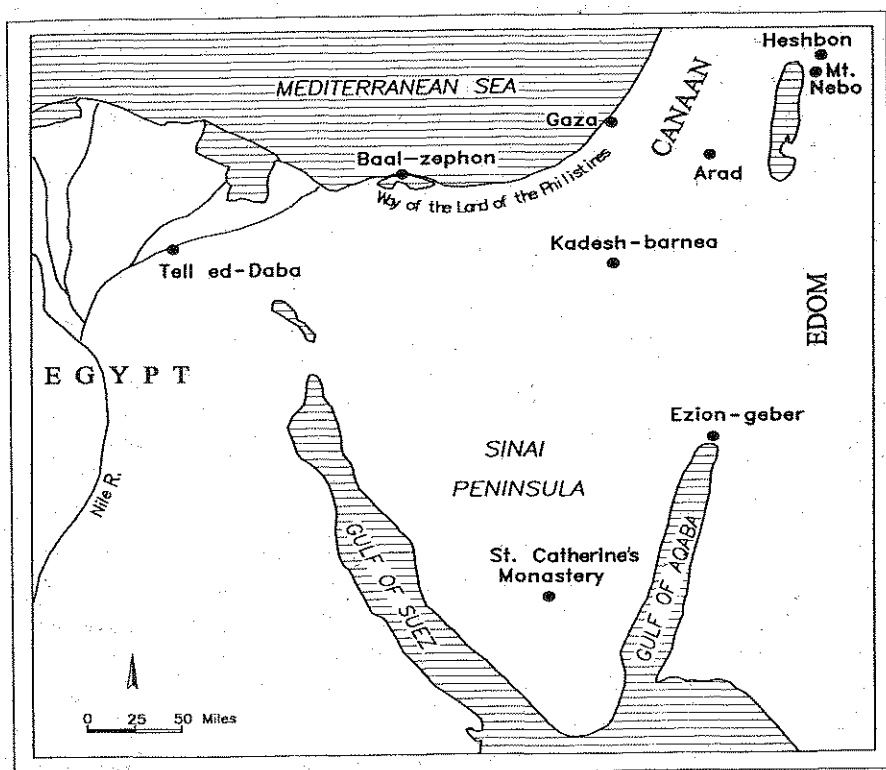 Heshbon
Mt.
Nebo
MEDITERRANEAN SEA
CANAAN
Gaza
Baal-zephon
Arad
Way of the Land of the Philistines
Kadesh-barnea
Tell ed-Daba
EDOM
EGYPT
Ezion-geber
SINAI
PENINSULA
Nile R.
GULF OF SUEZ
St. Catherine's
Monastery
GULF OF AQABA
0 25 50 Miles